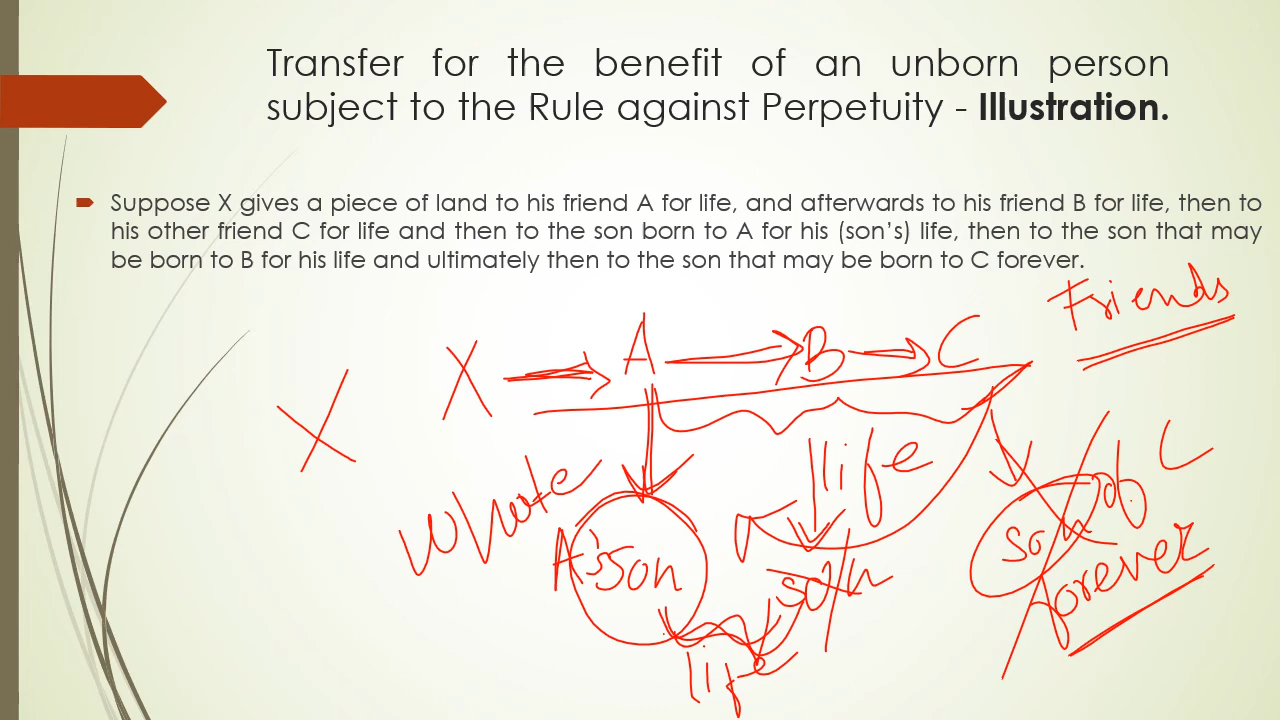 Transfer for the benefit of an unborn person
subject to the Rule against Perpetuity - Illustration.
Suppose X gives a piece of land to his friend A for life, and afterwards to his friend B for life, then to
his other friend C for life and then to the son born to A for his (son's) life, then to the son that may
be born to B for his life and ultimately then to the son that may be born to C forever.
Friends
X X A B C
life
son of C
forever
A's Son
son
life